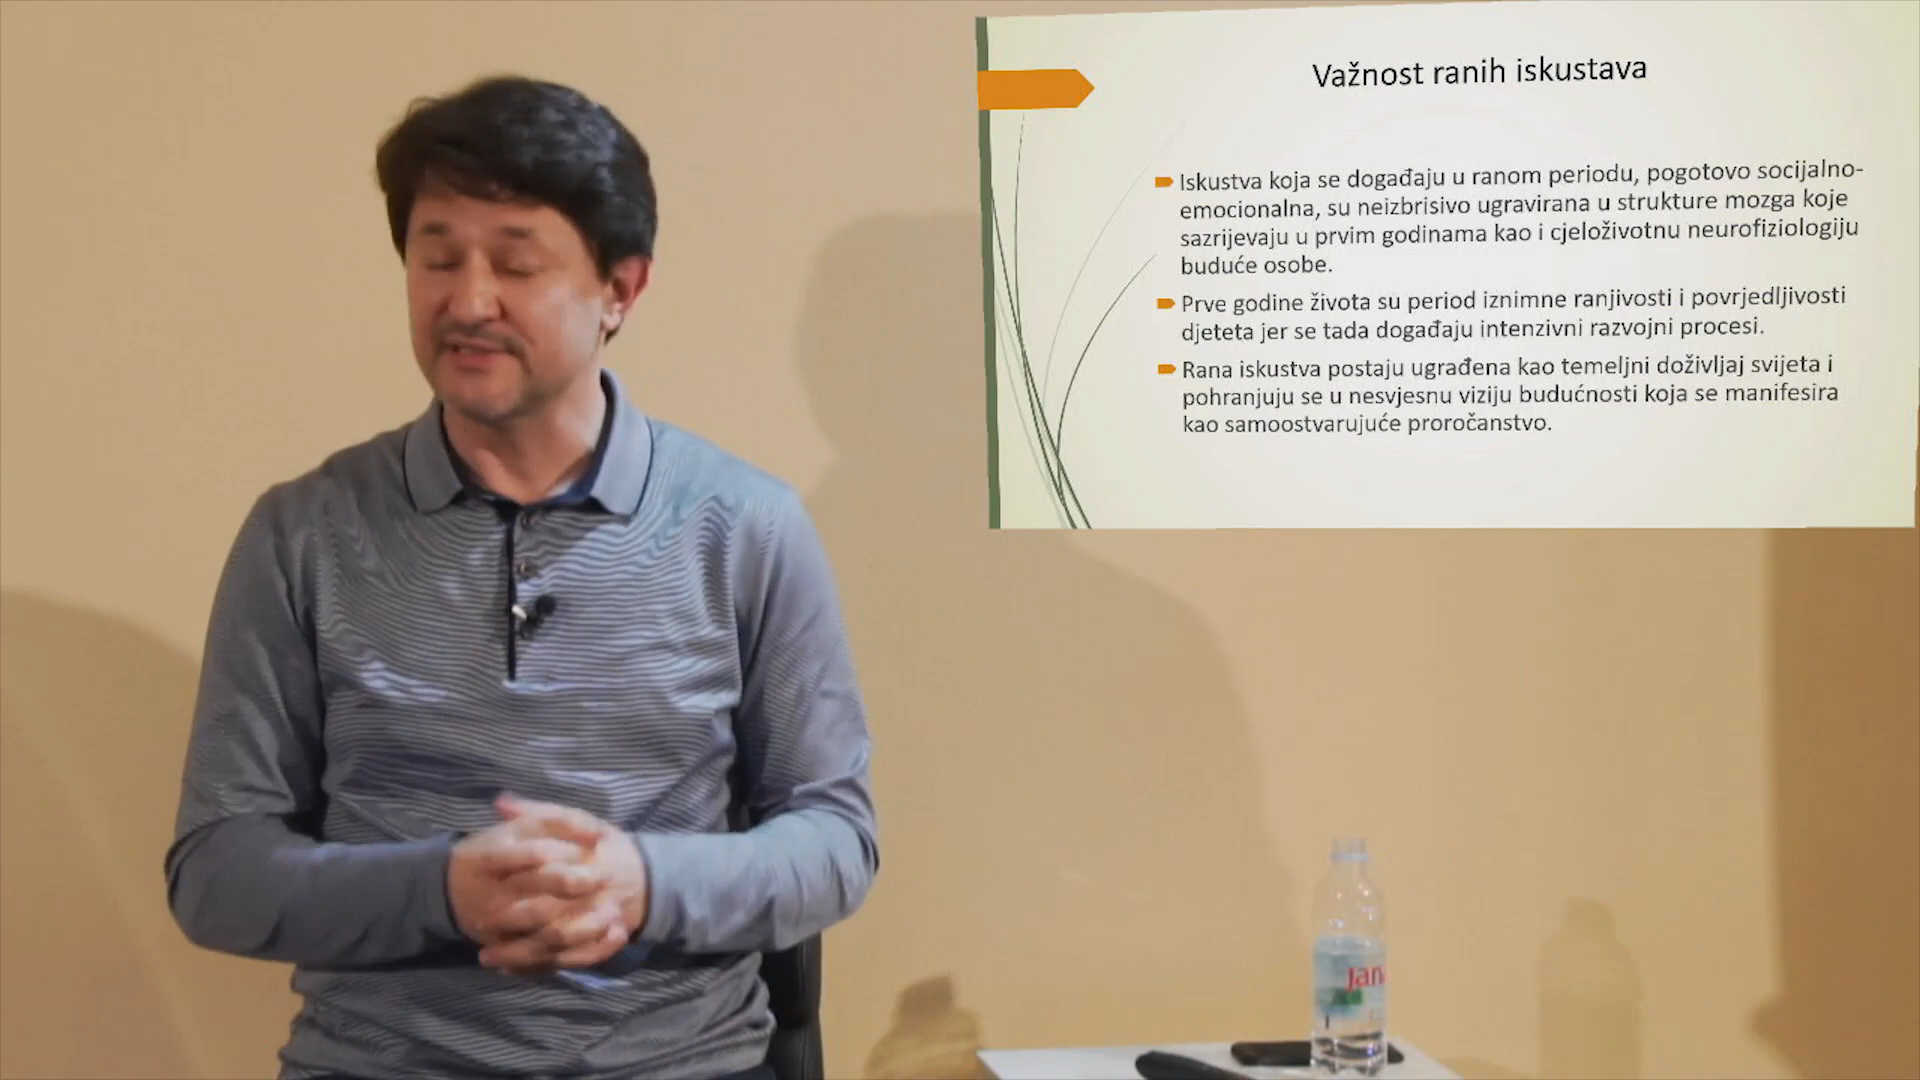 Važnost ranih iskustava
Iskustva koja se događaju u ranom periodu, pogotovo socijalno-
emocionalna, su neizbrisivo ugravirana u strukture mozga koje
sazrijevaju u prvim godinama kao i cjeloživotnu neurofiziologiju
buduće osobe.
Prve godine života su period iznimne ranjivosti i povrjedljivosti
djeteta jer se tada događaju intenzivni razvojni procesi.
Rana iskustva postaju ugrađena kao temeljni doživljaj svijeta i
pohranjuju se u nesvjesnu viziju budućnosti koja se manifesira
kao samoostvarujuće proročanstvo.
Jan